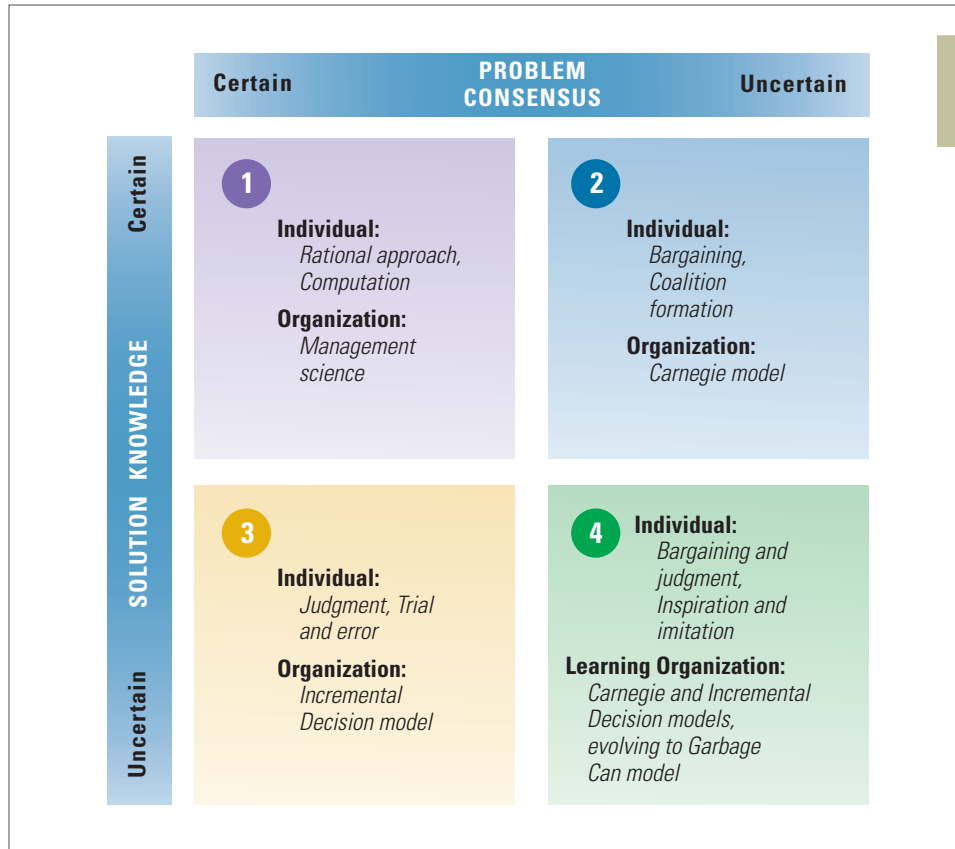 Certain
PROBLEM
CONSENSUS
Uncertain
Certain
SOLUTION KNOWLEDGE
Uncertain
1
Individual:
Rational approach,
Computation
Organization:
Management
science
2
Individual:
Bargaining,
Coalition
formation
Organization:
Carnegie model
3
Individual:
Judgment, Trial
and error
Organization:
Incremental
Decision model
4
Individual:
Bargaining and
judgment,
Inspiration and
imitation
Learning Organization:
Carnegie and Incremental
Decision models,
evolving to Garbage
Can model